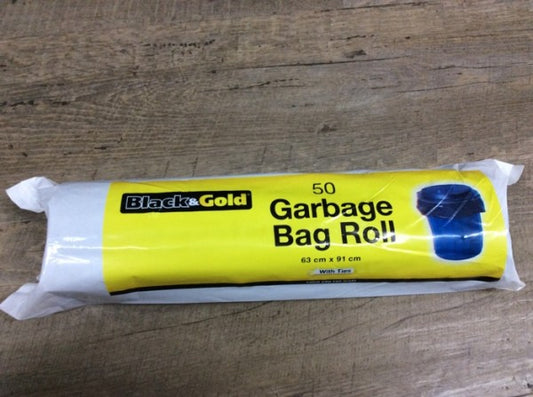 Black&Gold
50
Garbage
Bag Roll
63 cm x 91 cm
With Ties